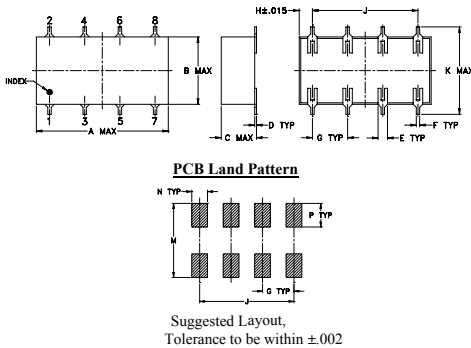 H±.015
J
2 4 6 8
B MAX
K MAX
INDEX
1 3 5 7
A MAX
C MAX
D TYP
G TYP
E TYP
F TYP
PCB Land Pattern
N TYP
P TYP
M
G TYP
J
Suggested Layout,
Tolerance to be within ±.002